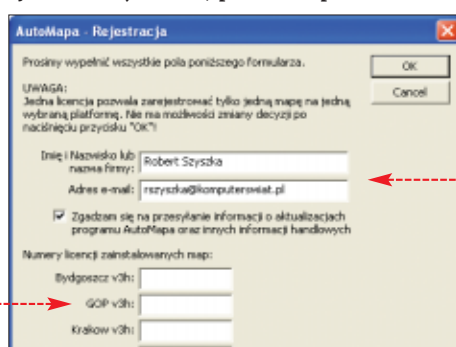 AutoMapa - Rejestracja
Prosimy wypełnić wszystkie pola poniższego formularza.
OK
UWAGA:
Cancel
Jedna licencja pozwala zarejestrować tylko jedną mapę na jedną
wybraną platformę. Nie ma możliwości zmiany decyzji po
naciśnięciu przycisku "OK"!
Imię i Nazwisko lub
nazwa firmy: Robert Szyszka
Adres e-mail: rszyszka@komputerswiat.pl
Zgadzam się na przesyłanie informacji o aktualizacjach
programu AutoMapa oraz innych informacji handlowych
Numery licencji zainstalowanych map:
Bydgoszcz v3h:
GOP v3h:
Krakow v3h: